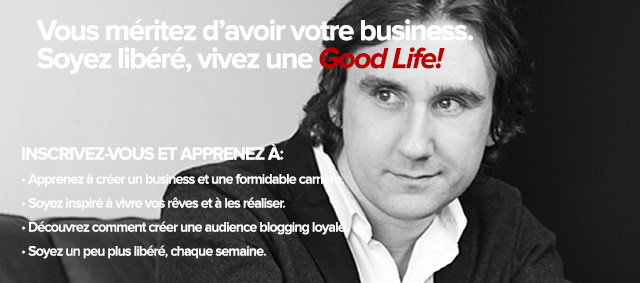 Vous méritez d'avoir votre business.
Soyez libéré, vivez une Good Life!
INSCRIVEZ-VOUS ET APPRENEZ À:
• Apprenez à créer un business et une formidable carrière.
• Soyez inspiré à vivre vos rêves et à les réaliser.
• Découvrez comment créer une audience blogging loyale.
• Soyez un peu plus libéré, chaque semaine.